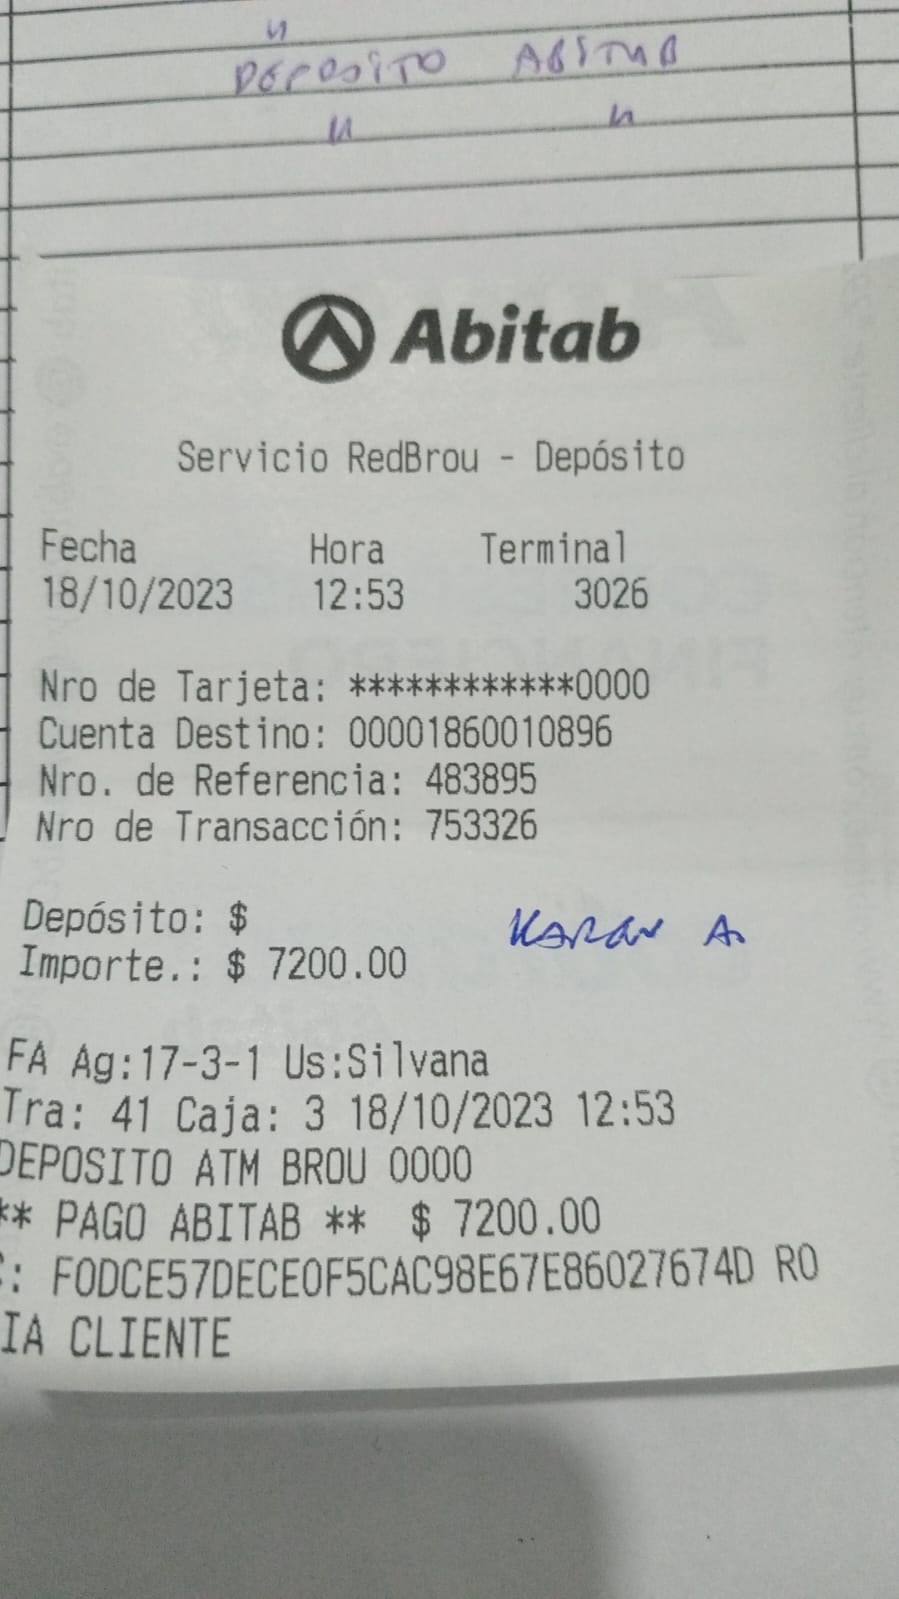 DEPOSITO ABITAB
Abitab
Servicio RedBrou - Depósito
Fecha Hora Terminal
18/10/2023 12:53 3026
Nro de Tarjeta: ************0000
Cuenta Destino: 00001860010896
Nro. de Referencia: 483895
Nro de Transacción: 753326
Depósito: $
Importe.: $ 7200.00
A.
FA Ag:17-3-1 Us:Silvana
Tra: 41 Caja: 3 18/10/2023 12:53
DEPOSITO ATM BROU 0000
** PAGO ABITAB ** $ 7200.00
: F0DCE57DECE0F5CAC98E67E86027674D RO
IA CLIENTE